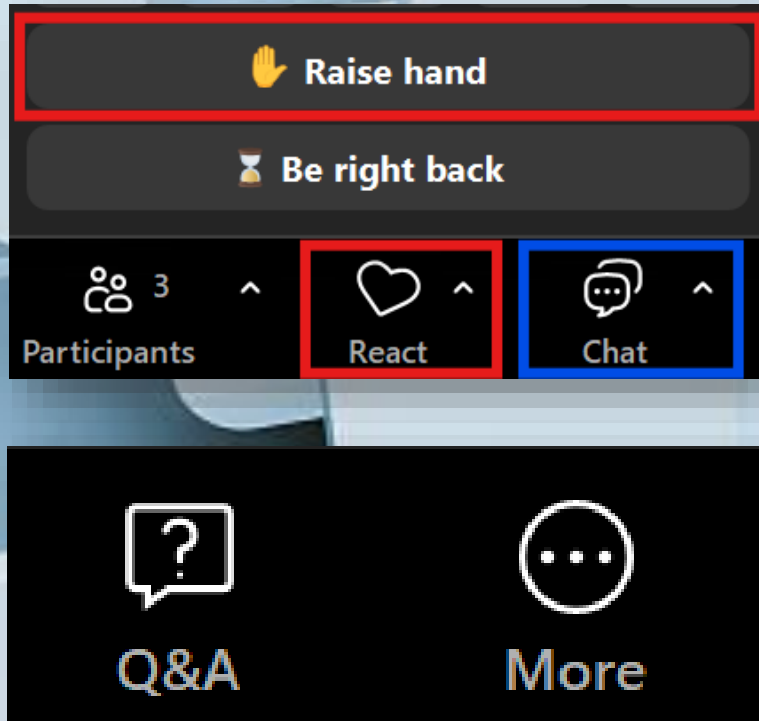 ✋ Raise hand
⏳ Be right back
3
Participants React Chat
Q&A More